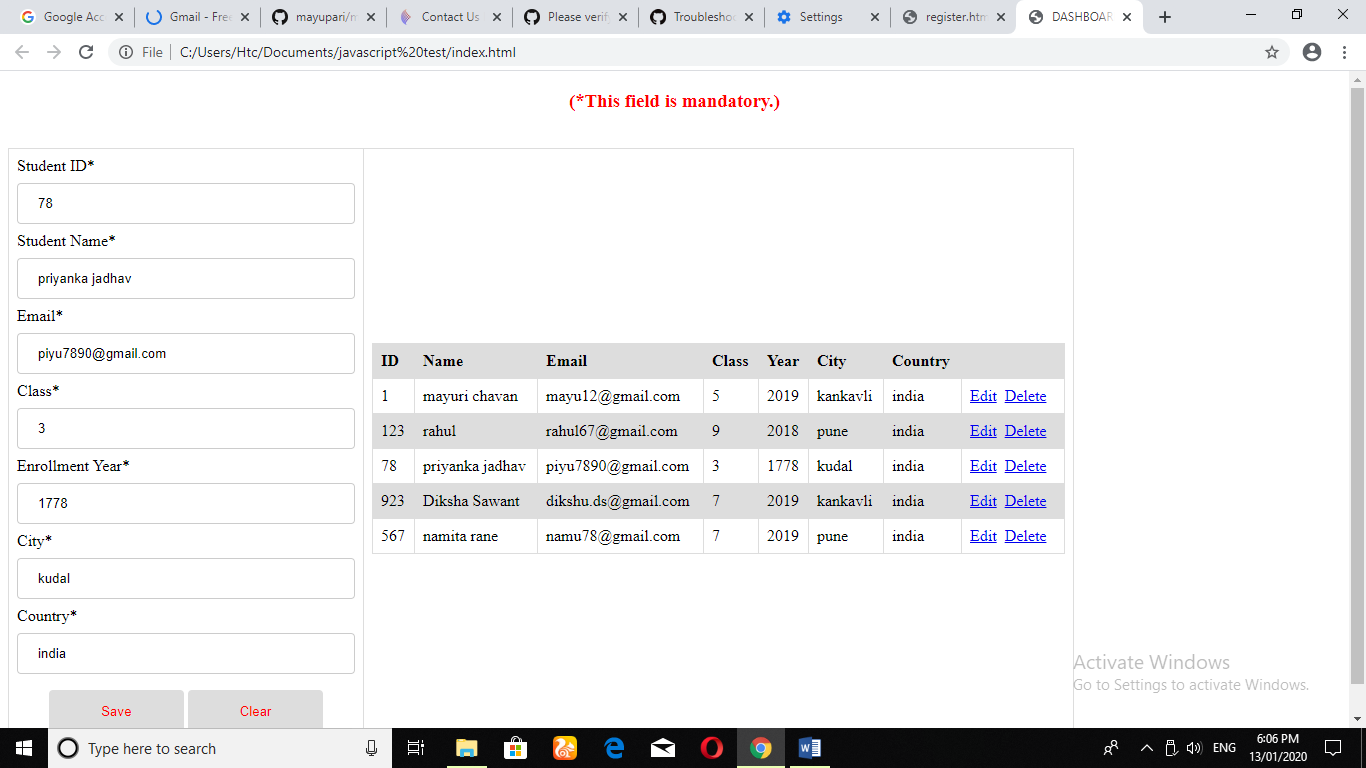 Google Acc
Gmail - Free
mayupari/m
Contact Us
Please verify
Troubleshoo
Settings
register.htm
DASHBOAR
File
C:/Users/Htc/Documents/javascript%20test/index.html
(*This field is mandatory.)
Student ID*
78
Student Name*
priyanka jadhav
Email*
piyu7890@gmail.com
Class*
3
Enrollment Year*
1778
City*
kudal
Country*
india
Save Clear
ID Name Email Class Year City Country
1 mayuri chavan mayu12@gmail.com 5 2019 kankavli india Edit Delete
123 rahul rahul67@gmail.com 9 2018 pune india Edit Delete
78 priyanka jadhav piyu7890@gmail.com 3 1778 kudal india Edit Delete
923 Diksha Sawant dikshu.ds@gmail.com 7 2019 kankavli india Edit Delete
567 namita rane namu78@gmail.com 7 2019 pune india Edit Delete
Activate Windows
Go to Settings to activate Windows.
Type here to search
ENG
6:06 PM
13/01/2020